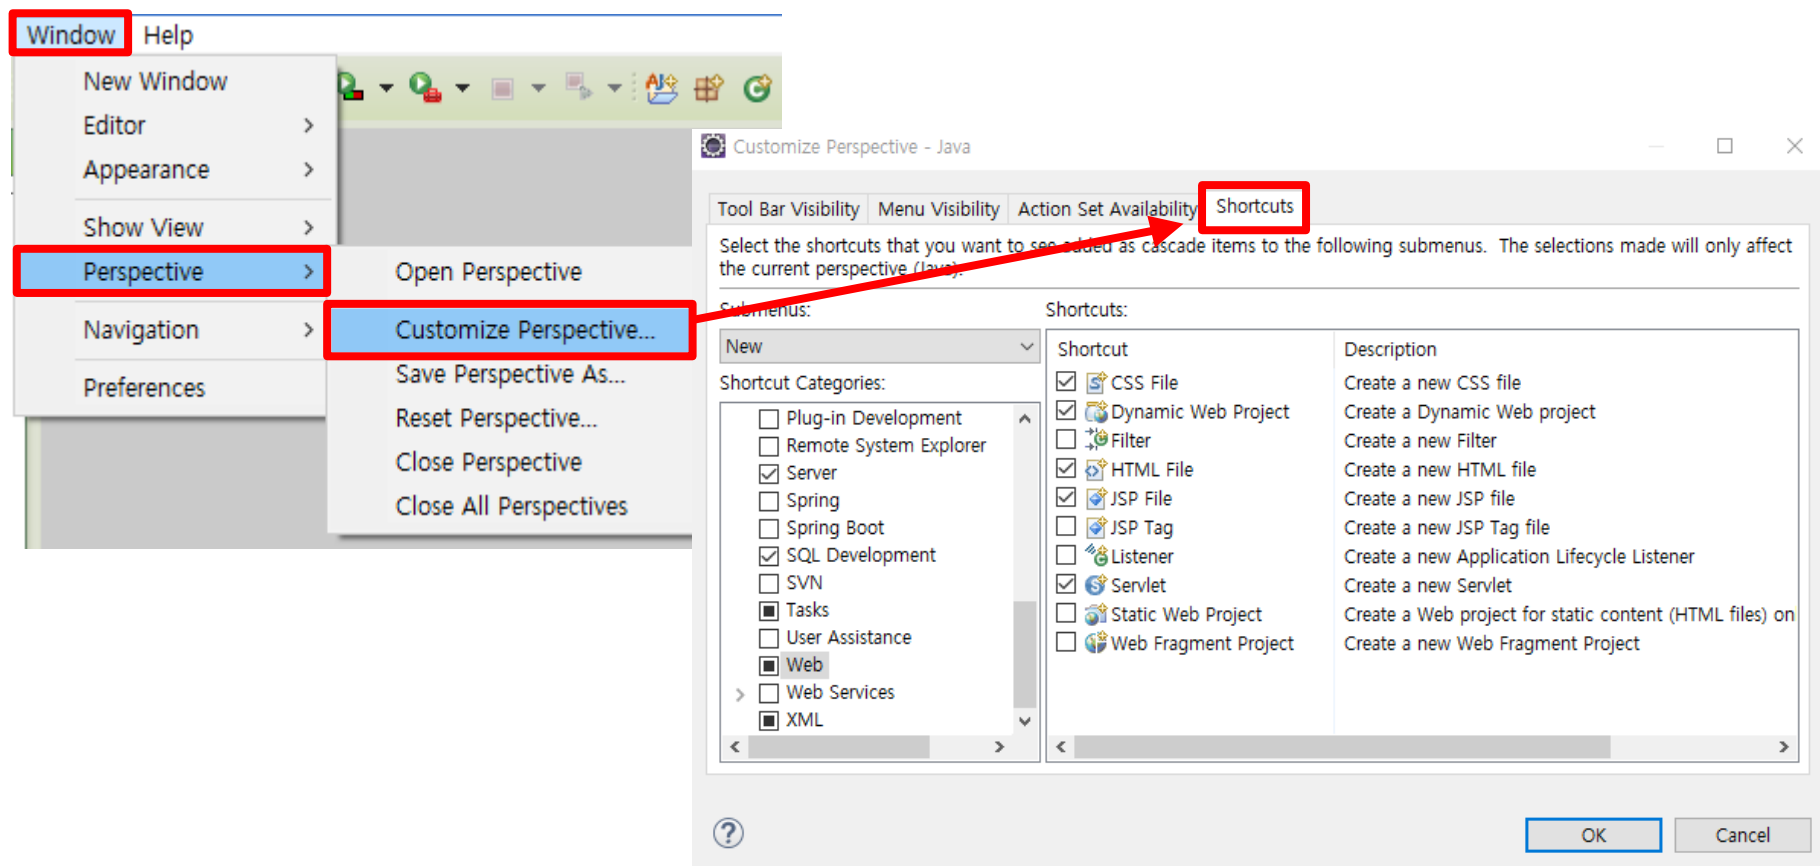 Window Help
New Window
Editor
Appearance
Show View
Perspective
Navigation
Preferences
Open Perspective
Customize Perspective...
Save Perspective As...
Reset Perspective...
Close Perspective
Close All Perspectives
Customize Perspective - Java
Tool Bar Visibility Menu Visibility Action Set Availability Shortcuts
Select the shortcuts that you want to see added as cascade items to the following submenus. The selections made will only affect
the current perspective (Java).
Submenus:
New
Shortcut Categories:
Plug-in Development
Remote System Explorer
Server
Spring
Spring Boot
SQL Development
SVN
Tasks
User Assistance
Web
Web Services
XML
Shortcuts:
Shortcut Description
CSS File Create a new CSS file
Dynamic Web Project Create a Dynamic Web project
Filter Create a new Filter
HTML File Create a new HTML file
JSP File Create a new JSP file
JSP Tag Create a new JSP Tag file
Listener Create a new Application Lifecycle Listener
Servlet Create a new Servlet
Static Web Project Create a Web project for static content (HTML files) on
Web Fragment Project Create a new Web Fragment Project
?
OK Cancel